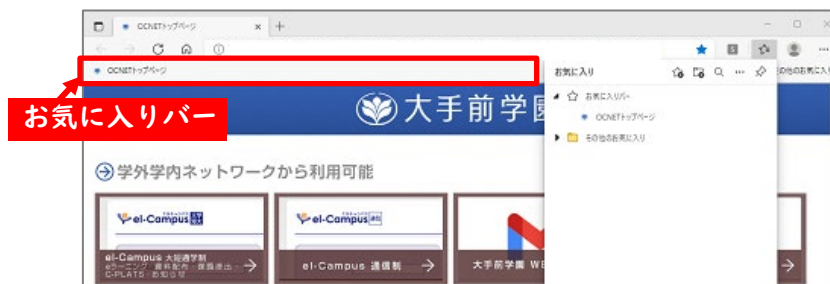 OCNETトップページ
OCNETトップページ
お気に入り
その他のお気に入り
お気に入りバー
お気に入りバー
OCNETトップページ
その他のお気に入り
大手前学園
学外学内ネットワークから利用可能
el-Campus
el-Campus 通信
el-Campus 大短通学制
eラーニング・資料配布・課題提出・
C-PLATS・お知らせ
el-Campus 通信制
大手前学園 WE